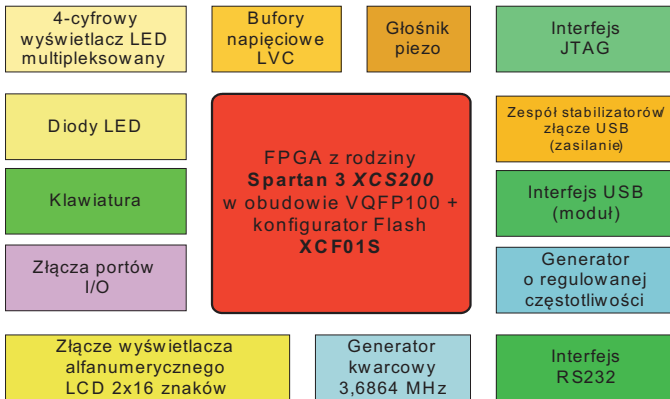 4-cyfrowy
wyświetlacz LED
multipleksowany
Bufory
napięciowe
LVC
Głośnik
piezo
Interfejs
JTAG
Diody LED
Klawiatura
Złącza portów
I/O
FPGA z rodziny
Spartan 3 XCS200
w obudowie VQFP100 +
konfigurator Flash
XCF01S
Zespół stabilizatorów/
złącze USB
(zasilanie)
Interfejs USB
(moduł)
Generator
o regulowanej
częstotliwości
Złącze wyświetlacza
alfanumerycznego
LCD 2x16 znaków
Generator
kwarcowy
3,6864 MHz
Interfejs
RS232